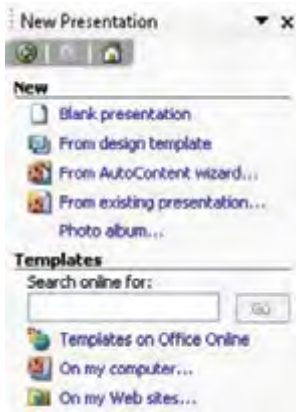 New Presentation
New
Blank presentation
From design template
From AutoContent wizard...
From existing presentation...
Photo album...
Templates
Search online for:
Go
Templates on Office Online
On my computer...
On my Web sites...